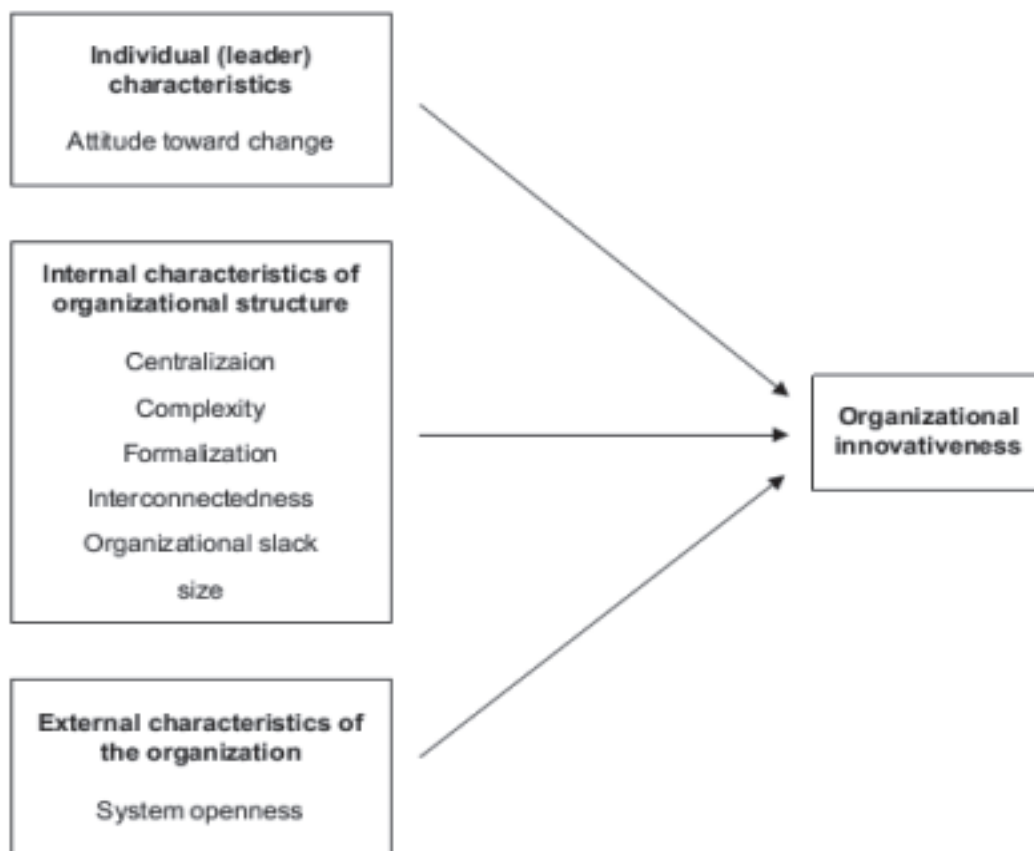 Individual (leader)
characteristics
Attitude toward change
Internal characteristics of
organizational structure
Centralizaion
Complexity
Formalization
Interconnectedness
Organizational slack
size
External characteristics of
the organization
System openness
Organizational
innovativeness